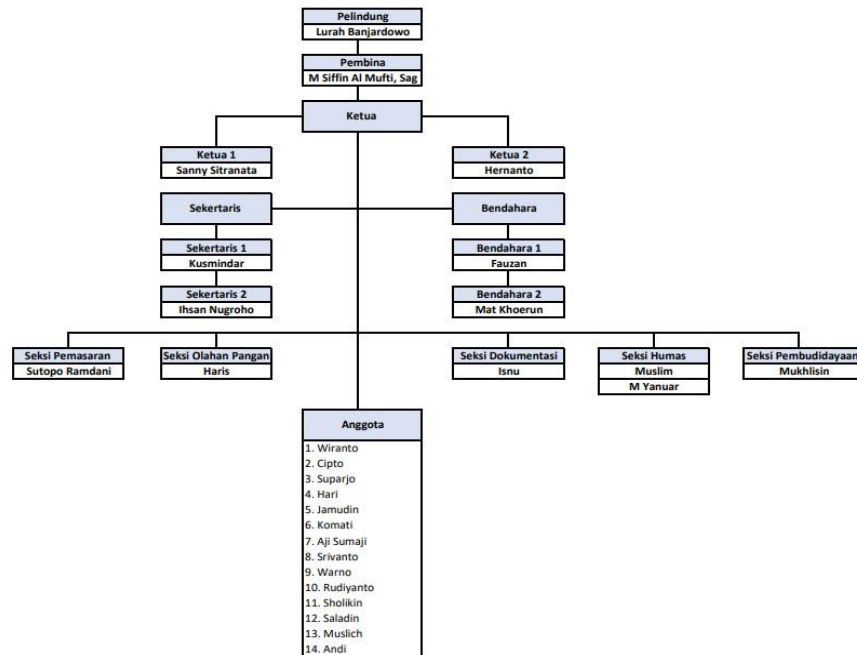 Pelindung
Lurah Banjardowo
Pembina
M Siffin Al Mufti, Sag
Ketua
Ketua 1
Sanny Sitranata
Ketua 2
Hernanto
Sekertaris
Bendahara
Sekertaris 1
Kusmindar
Bendahara 1
Fauzan
Sekertaris 2
Ihsan Nugroho
Bendahara 2
Mat Khoerun
Seksi Pemasaran
Sutopo Ramdani
Seksi Olahan Pangan
Haris
Seksi Dokumentasi
Isnu
Seksi Humas
Muslim
M Yanuar
Seksi Pembudidayaan
Mukhlisin
Anggota
1. Wiranto
2. Cipto
3. Suparjo
4. Hari
5. Jamudin
6. Komati
7. Aji Sumaji
8. Srivanto
9. Warno
10. Rudiyanto
11. Sholikin
12. Saladin
13. Muslich
14. Andi